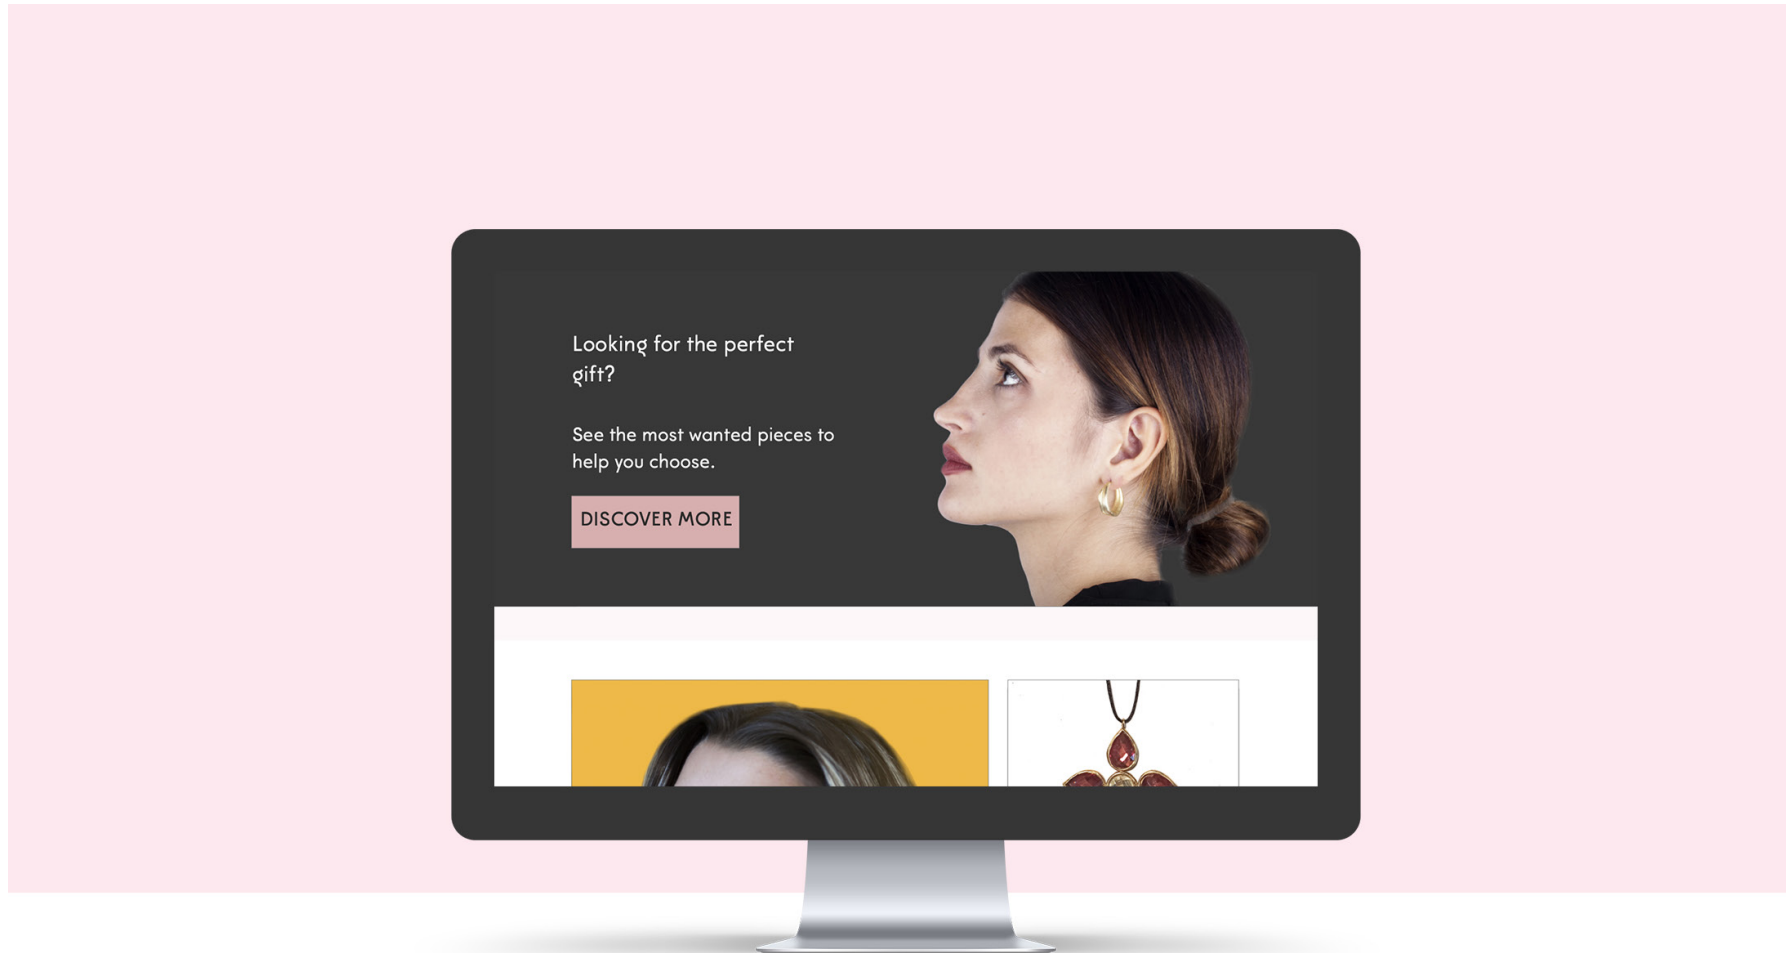 Looking for the perfect
gift?
See the most wanted pieces to
help you choose.
DISCOVER MORE